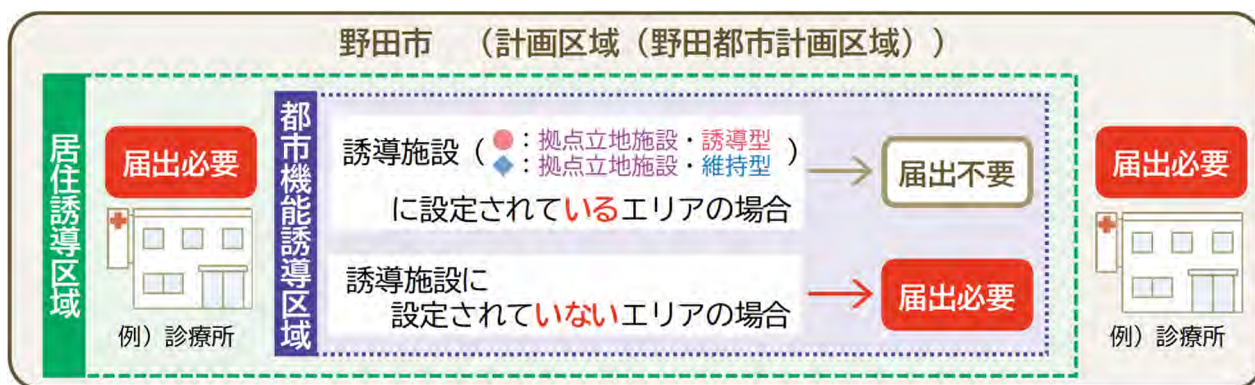 野田市　（計画区域（野田都市計画区域））
居住誘導区域
届出必要
例）診療所
都市機能誘導区域
誘導施設（●：拠点立地施設・誘導型
◆：拠点立地施設・維持型）
に設定されているエリアの場合
届出不要
誘導施設に
設定されていないエリアの場合
届出必要
届出必要
例）診療所